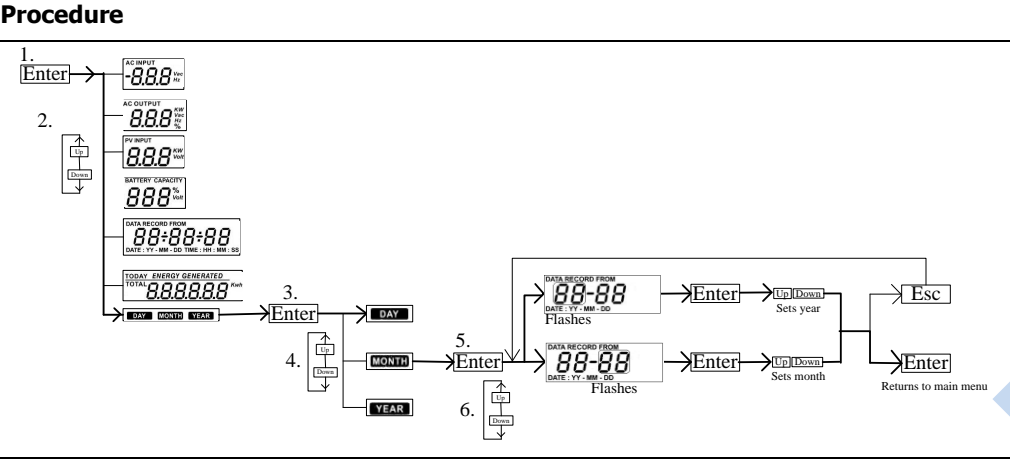 Procedure
1.
Enter
AC INPUT
-8.8.8 Vac Hz
2.
Up
Down
AC OUTPUT
8.8.8 KW Vac Hz %
PV INPUT
8.8.8 KW Volt
BATTERY CAPACITY
888 % Volt
DATA RECORD FROM
88:88:88
DATE : YY - MM - DD TIME : HH : MM : SS
TODAY ENERGY GENERATED
TOTAL 8.8.8.8.8.8 Kwh
DAY MONTH YEAR
3.
Enter
4.
Up
Down
DAY
MONTH
YEAR
5.
Enter
6.
Up
Down
DATA RECORD FROM
88-88
DATE : YY - MM - DD
Flashes
Enter
Up Down
Sets year
Esc
DATA RECORD FROM
88-88
DATE : YY - MM - DD
Flashes
Enter
Up Down
Sets month
Enter
Returns to main menu